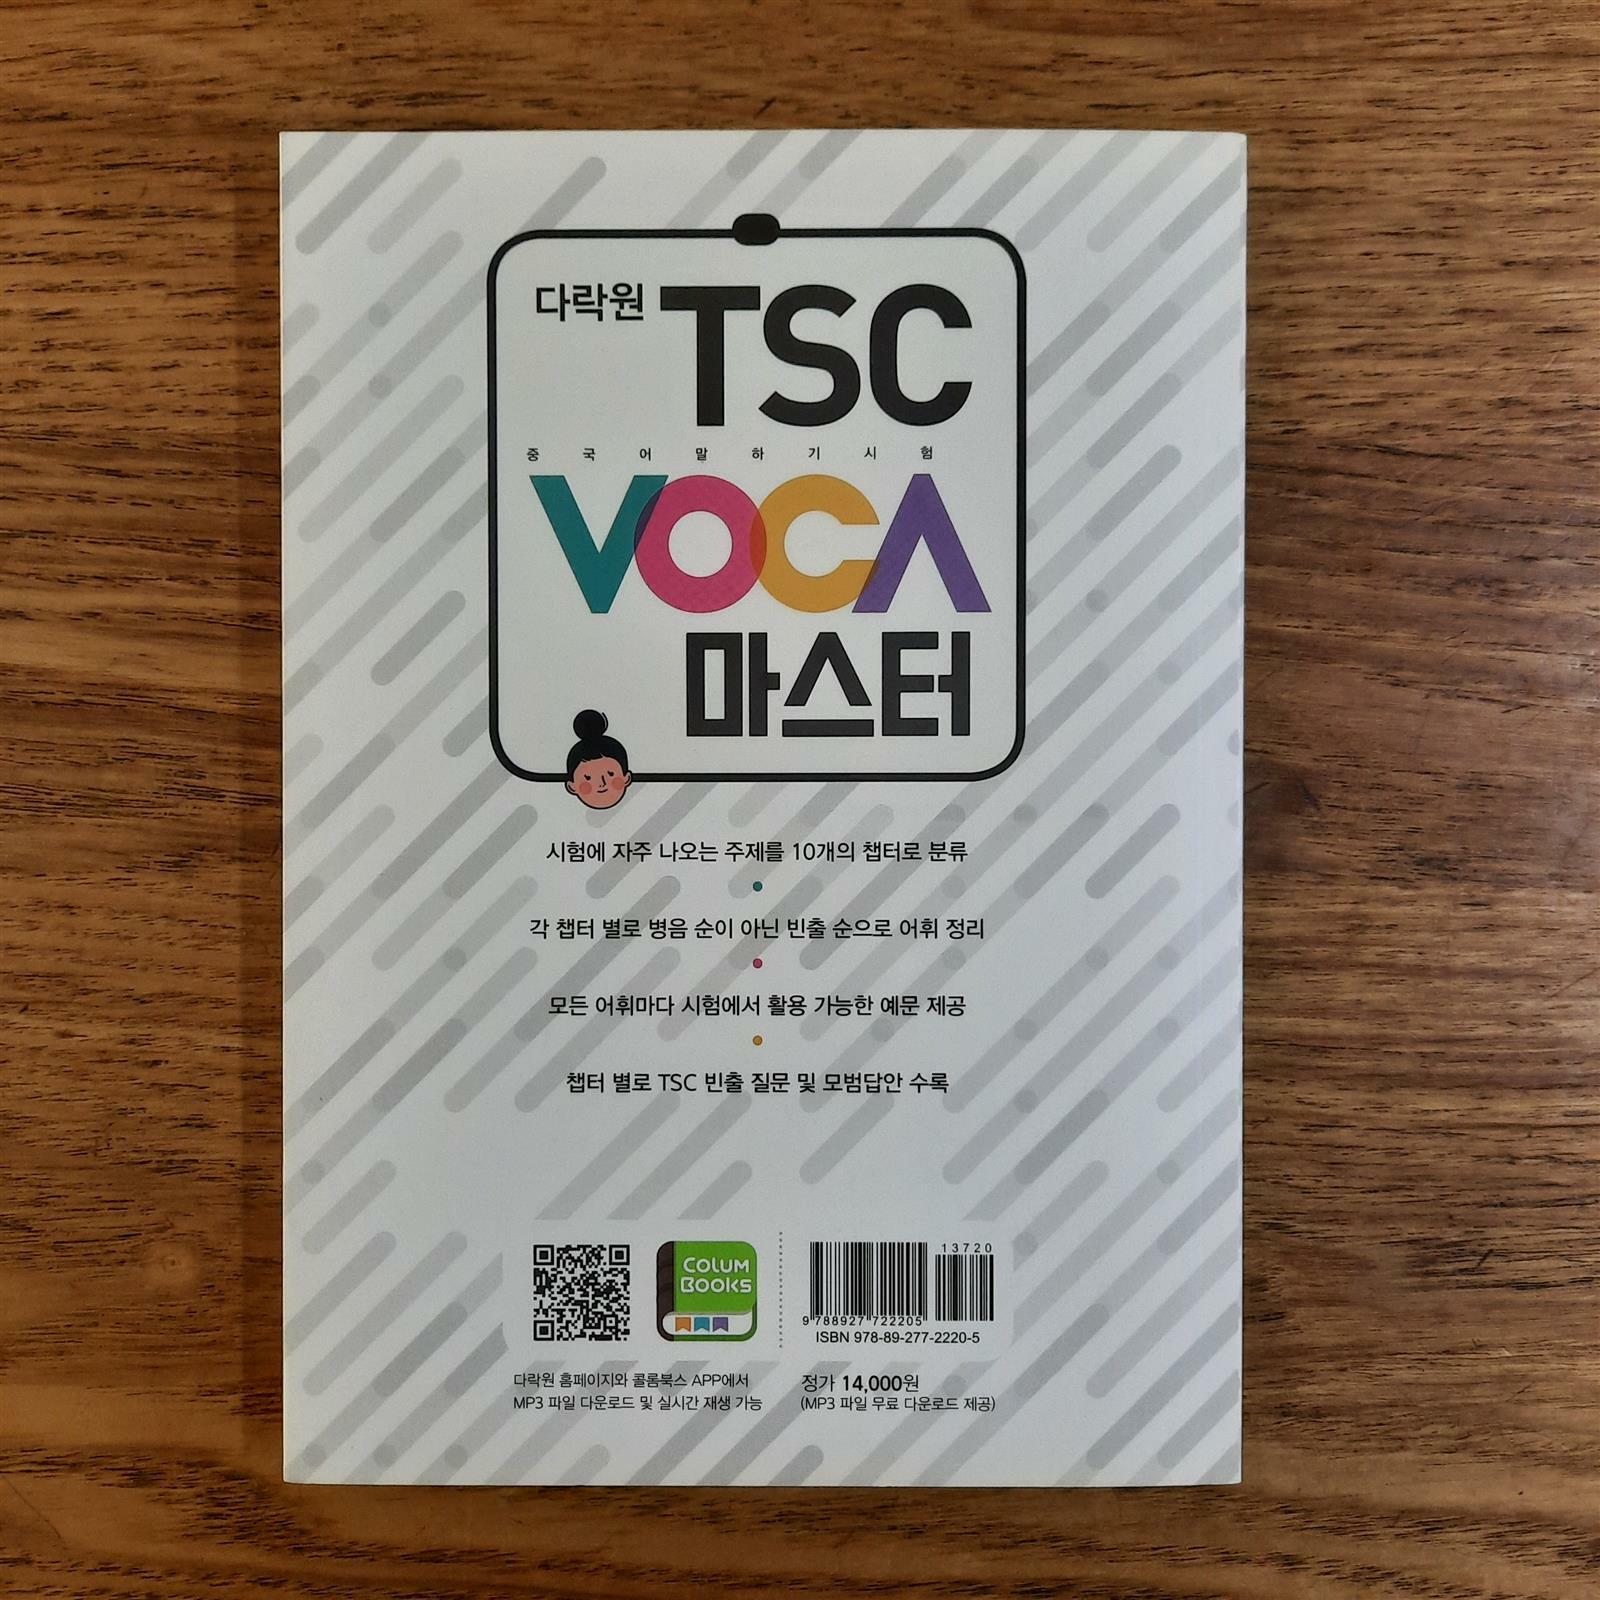 다락원 TSC
중국어말하기시험
VOCA
마스터
시험에 자주 나오는 주제를 10개의 챕터로 분류
각 챕터 별로 병음 순이 아닌 빈출 순으로 어휘 정리
모든 어휘마다 시험에서 활용 가능한 예문 제공
챕터 별로 TSC 빈출 질문 및 모범답안 수록
COLUM
BOOKS
다락원 홈페이지와 콜롬북스 APP에서
MP3 파일 다운로드 및 실시간 재생 가능
13720
9 788927 722205
ISBN 978-89-277-2220-5
정가 14,000원
(MP3 파일 무료 다운로드 제공)